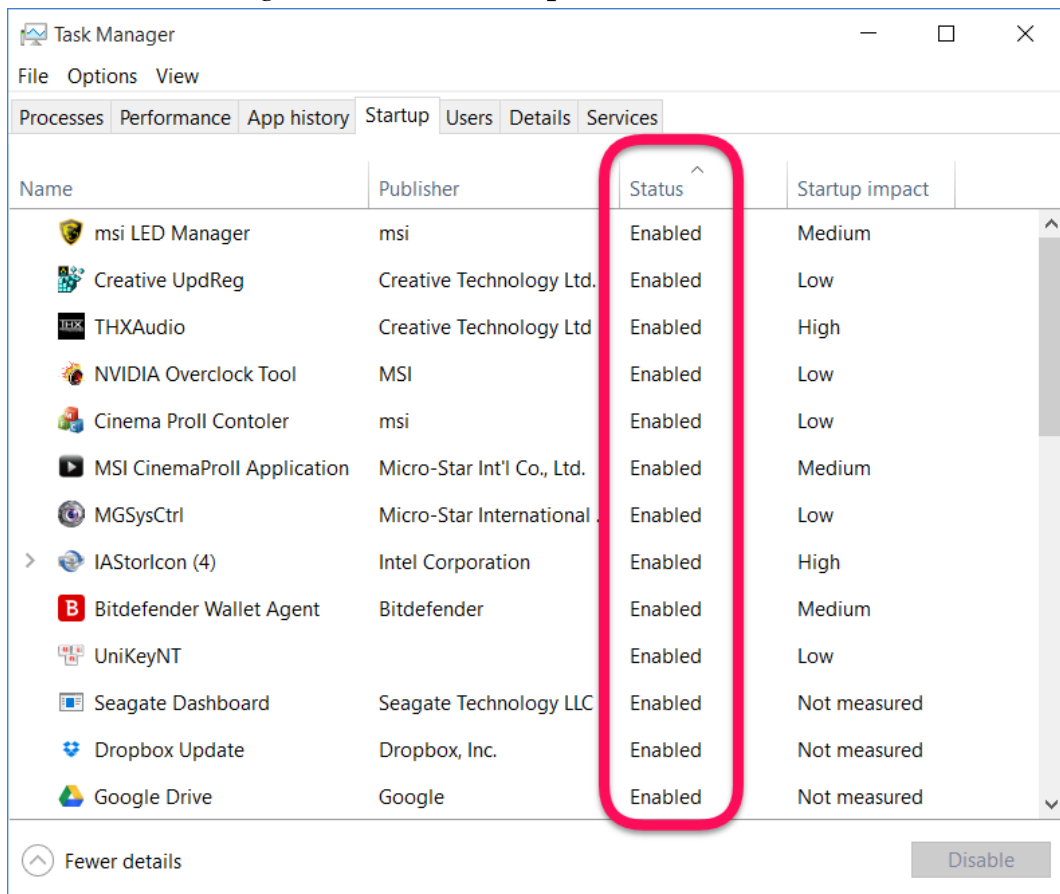 Task Manager
File Options View
Processes Performance App history Startup Users Details Services
Name Publisher Status Startup impact
msi LED Manager msi Enabled Medium
Creative UpdReg Creative Technology Ltd. Enabled Low
THX THXAudio Creative Technology Ltd Enabled High
NVIDIA Overclock Tool MSI Enabled Low
Cinema ProII Contoler msi Enabled Low
MSI CinemaProII Application Micro-Star Int'l Co., Ltd. Enabled Medium
MGSysCtrl Micro-Star International . Enabled Low
IAStorIcon (4) Intel Corporation Enabled High
B Bitdefender Wallet Agent Bitdefender Enabled Medium
UniKeyNT Enabled Low
Seagate Dashboard Seagate Technology LLC Enabled Not measured
Dropbox Update Dropbox, Inc. Enabled Not measured
Google Drive Google Enabled Not measured
Fewer details Disable